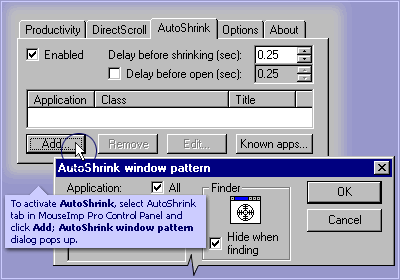 Productivity DirectScroll AutoShrink Options About
Enabled Delay before shrinking (sec): 0.25
Delay before open (sec): 0.25
Application Class Title
Add... Remove Edit... Known apps...
AutoShrink window pattern
Application: All Finder OK
Cancel
Hide when
finding
To activate AutoShrink, select AutoShrink
tab in MouseImp Pro Control Panel and
click Add; AutoShrink window pattern
dialog pops up.